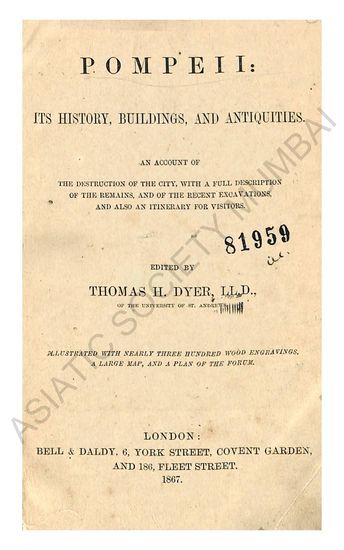 POMPEII:
ITS HISTORY, BUILDINGS, AND ANTIQUITIES.
AN ACCOUNT OF
THE DESTRUCTION OF THE CITY, WITH A FULL DESCRIPTION
OF THE REMAINS, AND OF THE RECENT EXCAVATIONS,
AND ALSO AN ITINERARY FOR VISITORS.
81959
EDITED BY
THOMAS H. DYER, LL.D.,
OF THE UNIVERSITY OF ST. ANDREWS
ILLUSTRATED WITH NEARLY THREE HUNDRED WOOD ENGRAVINGS,
A LARGE MAP, AND A PLAN OF THE FORUM.
LONDON:
BELL & DALDY, 6, YORK STREET, COVENT GARDEN,
AND 186, FLEET STREET.
1867.
ASIATIC SOCIETY MUMBAI